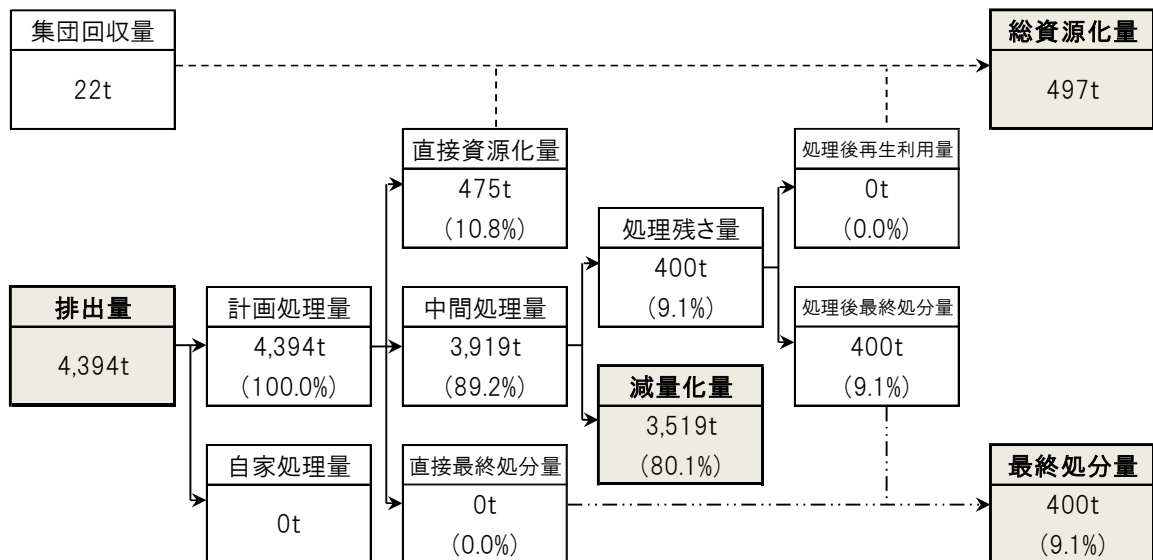 集団回収量
22t
総資源化量
497t
直接資源化量
475t
(10.8%)
処理後再生利用量
0t
(0.0%)
処理残さ量
400t
(9.1%)
排出量
4,394t
計画処理量
4,394t
(100.0%)
中間処理量
3,919t
(89.2%)
処理後最終処分量
400t
(9.1%)
減量化量
3,519t
(80.1%)
自家処理量
0t
直接最終処分量
0t
(0.0%)
最終処分量
400t
(9.1%)